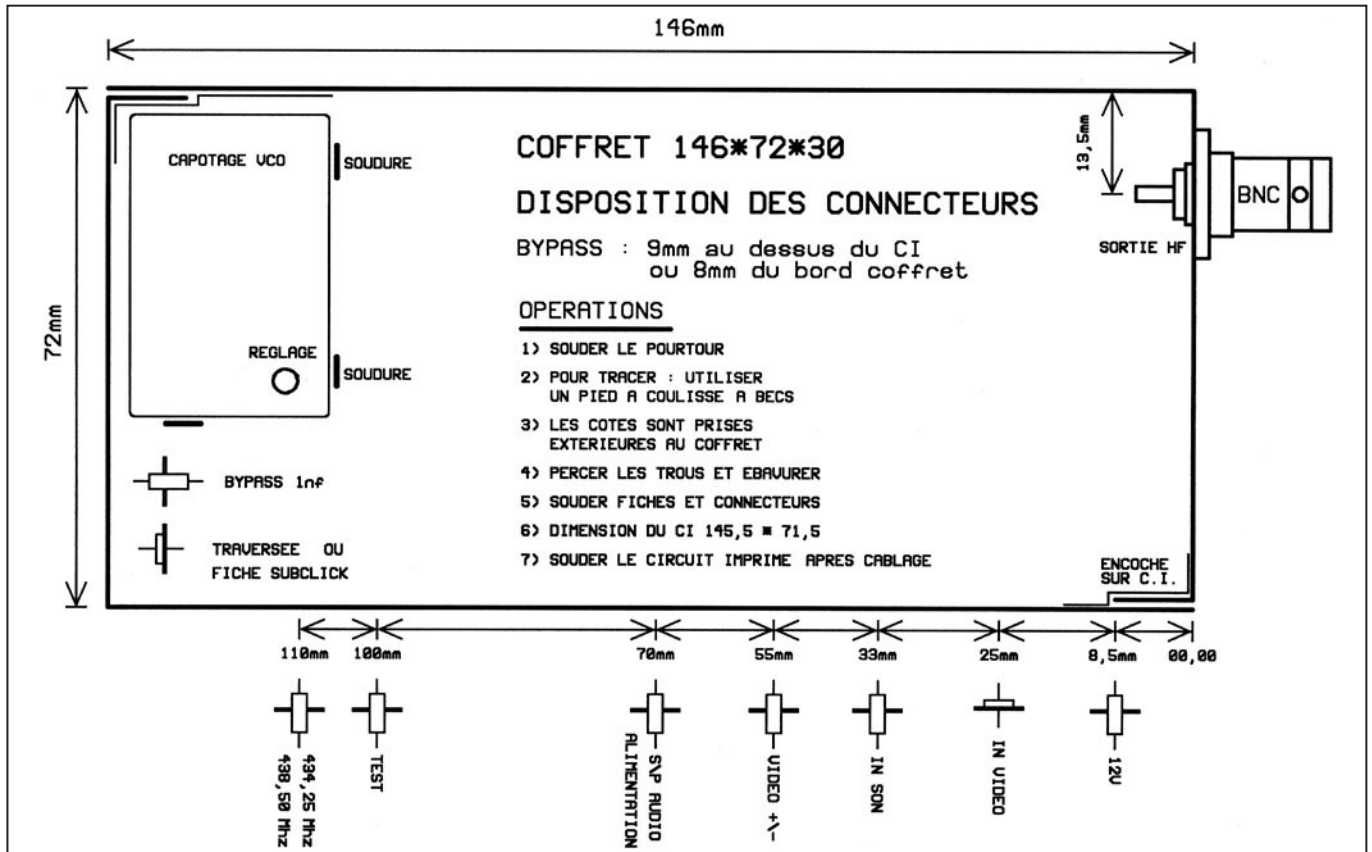 146mm
72mm
13,5mm
CAPOTAGE VCO
SOUDURE
REGLAGE
SOUDURE
BYPASS 1nf
TRAVERSEE OU
FICHE SUBCLICK
COFFRET 146*72*30
DISPOSITION DES CONNECTEURS
BYPASS : 9mm au dessus du CI
ou 8mm du bord coffret
OPERATIONS
1) SOUDER LE POURTOUR
2) POUR TRACER : UTILISER
UN PIED A COULISSE A BECS
3) LES COTES SONT PRISES
EXTERIEURES AU COFFRET
4) PERCER LES TROUS ET EBAVURER
5) SOUDER FICHES ET CONNECTEURS
6) DIMENSION DU CI 145,5 * 71,5
7) SOUDER LE CIRCUIT IMPRIME APRES CABLAGE
BNC
SORTIE HF
ENCOCHE
SUR C.I.
110mm 100mm 70mm 55mm 33mm 25mm 8,5mm 00,00
434,25 Mhz
438,50 Mhz
TEST
S\P AUDIO
ALIMENTATION
VIDEO +\-
IN SON
IN VIDEO
12V